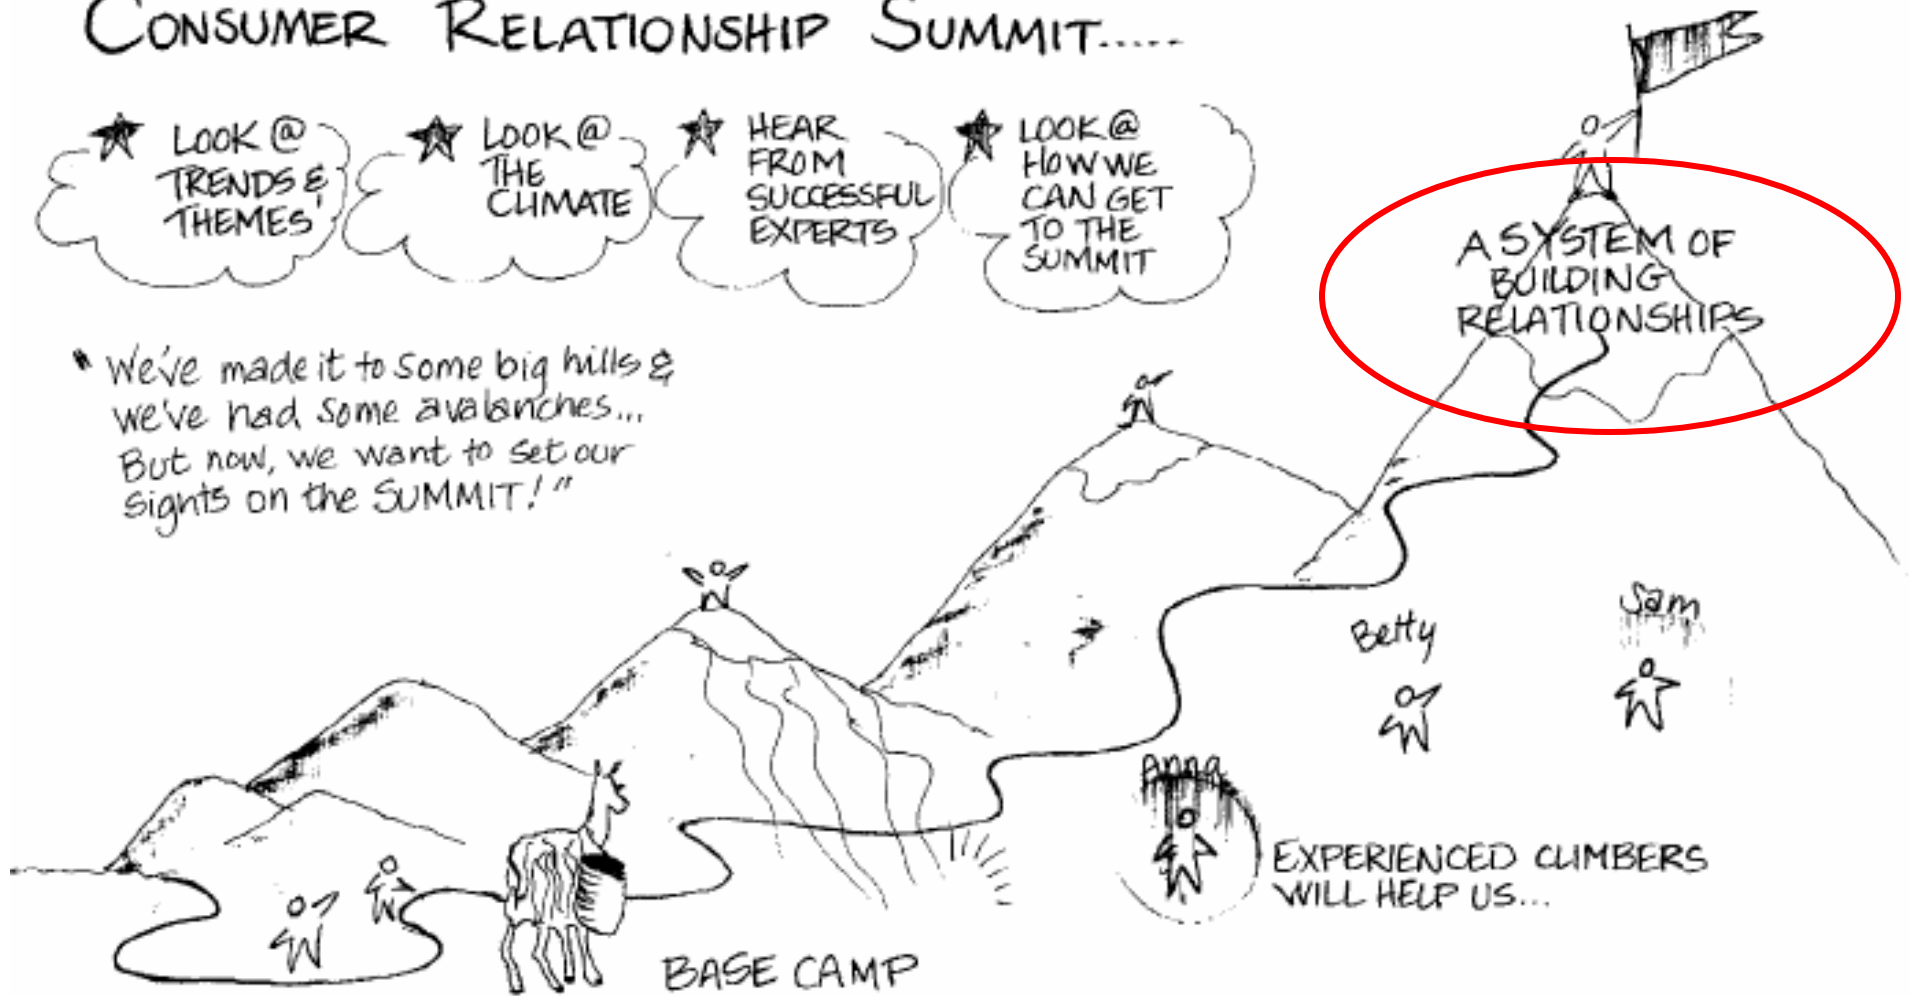 CONSUMER RELATIONSHIP SUMMIT.....
LOOK @
TRENDS &
THEMES'
LOOK @
THE
CLIMATE
HEAR
FROM
SUCCESSFUL
EXPERTS
LOOK @
HOW WE
CAN GET
TO THE
SUMMIT
A SYSTEM OF
BUILDING
RELATIONSHIPS
"We've made it to some big hills &
we've had some avalanches...
But now, we want to set our
sights on the SUMMIT!"
Betty
Sam
Anna
EXPERIENCED CLIMBERS
WILL HELP US...
BASE CAMP